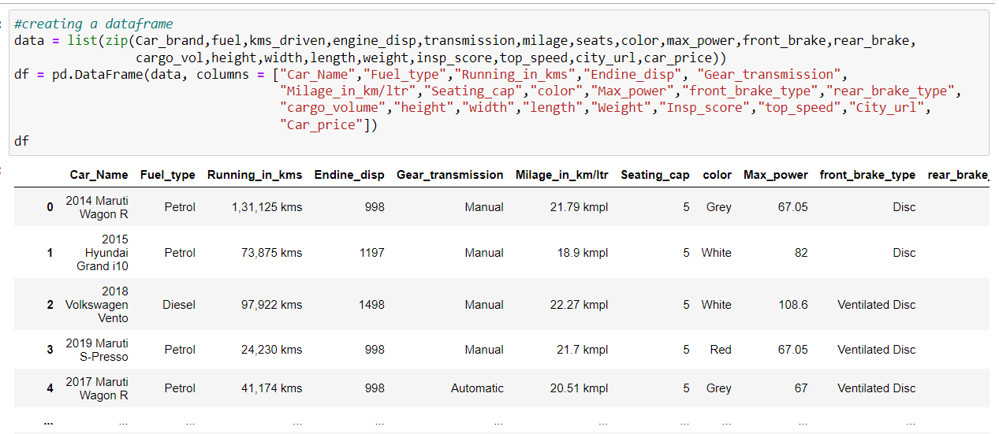 #creating a dataframe
data = list(zip(Car_brand,fuel,kms_driven,engine_disp,transmission,milage,seats,color,max_power,front_brake,rear_brake,
cargo_vol,height,width,length,weight,insp_score,top_speed,city_url,car_price))
df = pd.DataFrame(data, columns = ["Car_Name","Fuel_type","Running_in_kms","Endine_disp", "Gear_transmission",
"Milage_in_km/ltr","Seating_cap","color","Max_power","front_brake_type","rear_brake_type",
"cargo_volume","height","width","length","Weight","Insp_score","top_speed","City_url",
"Car_price"])
df
Car_Name Fuel_type Running_in_kms Endine_disp Gear_transmission Milage_in_km/ltr Seating_cap color Max_power front_brake_type rear_brake_
0 2014 Maruti Wagon R Petrol 1,31,125 kms 998 Manual 21.79 kmpl 5 Grey 67.05 Disc
1 2015 Hyundai Grand i10 Petrol 73,875 kms 1197 Manual 18.9 kmpl 5 White 82 Disc
2 2018 Volkswagen Vento Diesel 97,922 kms 1498 Manual 22.27 kmpl 5 White 108.6 Ventilated Disc
3 2019 Maruti S-Presso Petrol 24,230 kms 998 Manual 21.7 kmpl 5 Red 67.05 Ventilated Disc
4 2017 Maruti Wagon R Petrol 41,174 kms 998 Automatic 20.51 kmpl 5 Grey 67 Ventilated Disc
... ... ... ... ... ... ... ... ... ... ...